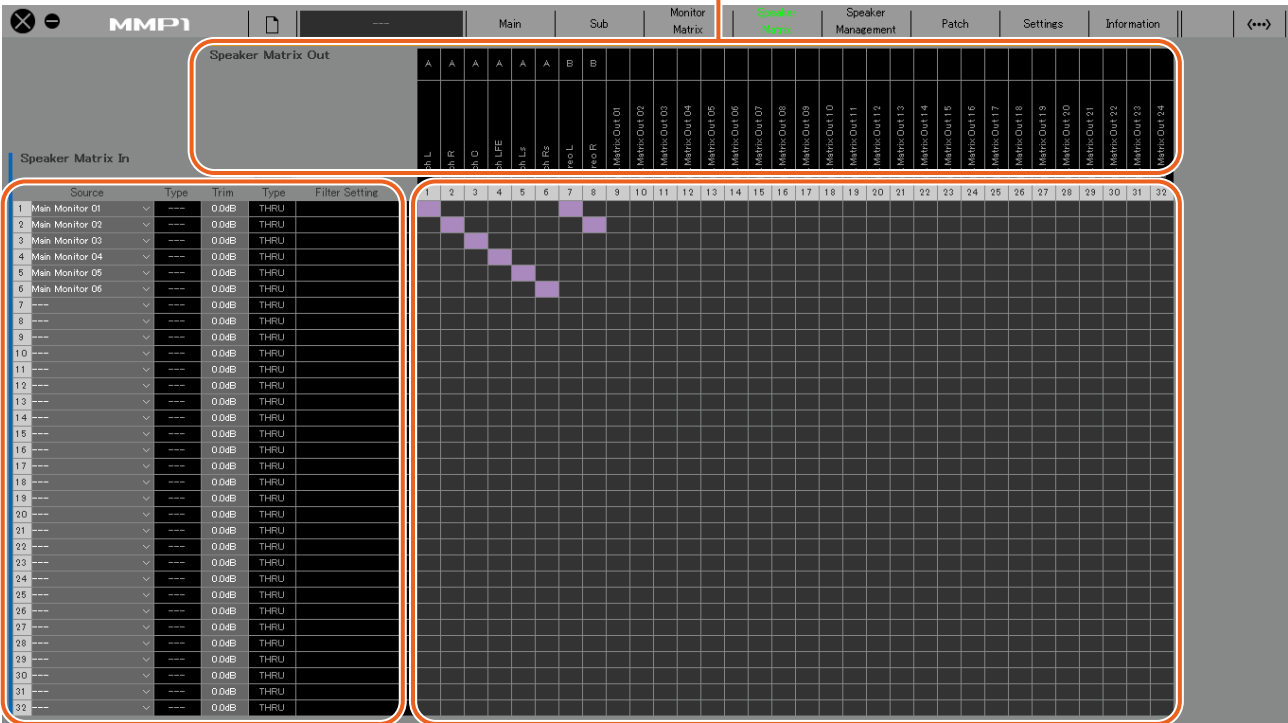 MMP1 --- Main Sub Monitor Matrix Speaker Matrix Speaker Management Patch Settings Information
Speaker Matrix Out
A A A A A A B B
ch L
ch R
ch C
ch LFE
ch Ls
ch Rs
reo L
reo R
Matrix Out 01
Matrix Out 02
Matrix Out 03
Matrix Out 04
Matrix Out 05
Matrix Out 06
Matrix Out 07
Matrix Out 08
Matrix Out 09
Matrix Out 10
Matrix Out 11
Matrix Out 12
Matrix Out 13
Matrix Out 14
Matrix Out 15
Matrix Out 16
Matrix Out 17
Matrix Out 18
Matrix Out 19
Matrix Out 20
Matrix Out 21
Matrix Out 22
Matrix Out 23
Matrix Out 24
Speaker Matrix In
Source Type Trim Type Filter Setting 1 2 3 4 5 6 7 8 9 10 11 12 13 14 15 16 17 18 19 20 21 22 23 24 25 26 27 28 29 30 31 32
1 Main Monitor 01 --- 0.0dB THRU
2 Main Monitor 02 --- 0.0dB THRU
3 Main Monitor 03 --- 0.0dB THRU
4 Main Monitor 04 --- 0.0dB THRU
5 Main Monitor 05 --- 0.0dB THRU
6 Main Monitor 06 --- 0.0dB THRU
7 --- --- 0.0dB THRU
8 --- --- 0.0dB THRU
9 --- --- 0.0dB THRU
10 --- --- 0.0dB THRU
11 --- --- 0.0dB THRU
12 --- --- 0.0dB THRU
13 --- --- 0.0dB THRU
14 --- --- 0.0dB THRU
15 --- --- 0.0dB THRU
16 --- --- 0.0dB THRU
17 --- --- 0.0dB THRU
18 --- --- 0.0dB THRU
19 --- --- 0.0dB THRU
20 --- --- 0.0dB THRU
21 --- --- 0.0dB THRU
22 --- --- 0.0dB THRU
23 --- --- 0.0dB THRU
24 --- --- 0.0dB THRU
25 --- --- 0.0dB THRU
26 --- --- 0.0dB THRU
27 --- --- 0.0dB THRU
28 --- --- 0.0dB THRU
29 --- --- 0.0dB THRU
30 --- --- 0.0dB THRU
31 --- --- 0.0dB THRU
32 --- --- 0.0dB THRU